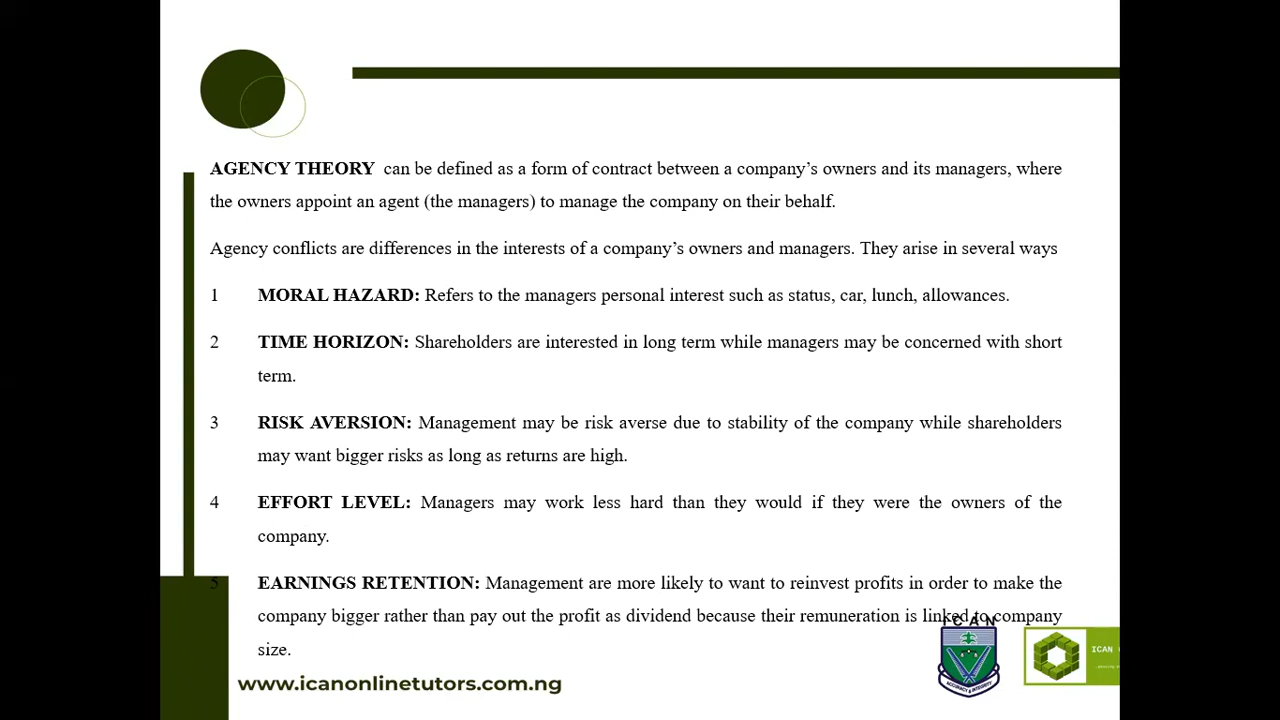 AGENCY THEORY can be defined as a form of contract between a company’s owners and its managers, where
the owners appoint an agent (the managers) to manage the company on their behalf.
Agency conflicts are differences in the interests of a company’s owners and managers. They arise in several ways
1 MORAL HAZARD: Refers to the managers personal interest such as status, car, lunch, allowances.
2 TIME HORIZON: Shareholders are interested in long term while managers may be concerned with short
term.
3 RISK AVERSION: Management may be risk averse due to stability of the company while shareholders
may want bigger risks as long as returns are high.
4 EFFORT LEVEL: Managers may work less hard than they would if they were the owners of the
company.
5 EARNINGS RETENTION: Management are more likely to want to reinvest profits in order to make the
company bigger rather than pay out the profit as dividend because their remuneration is linked to company
size.
ICAN
ACCURACY & INTEGRITY
ICAN
www.icanonlinetutors.com.ng